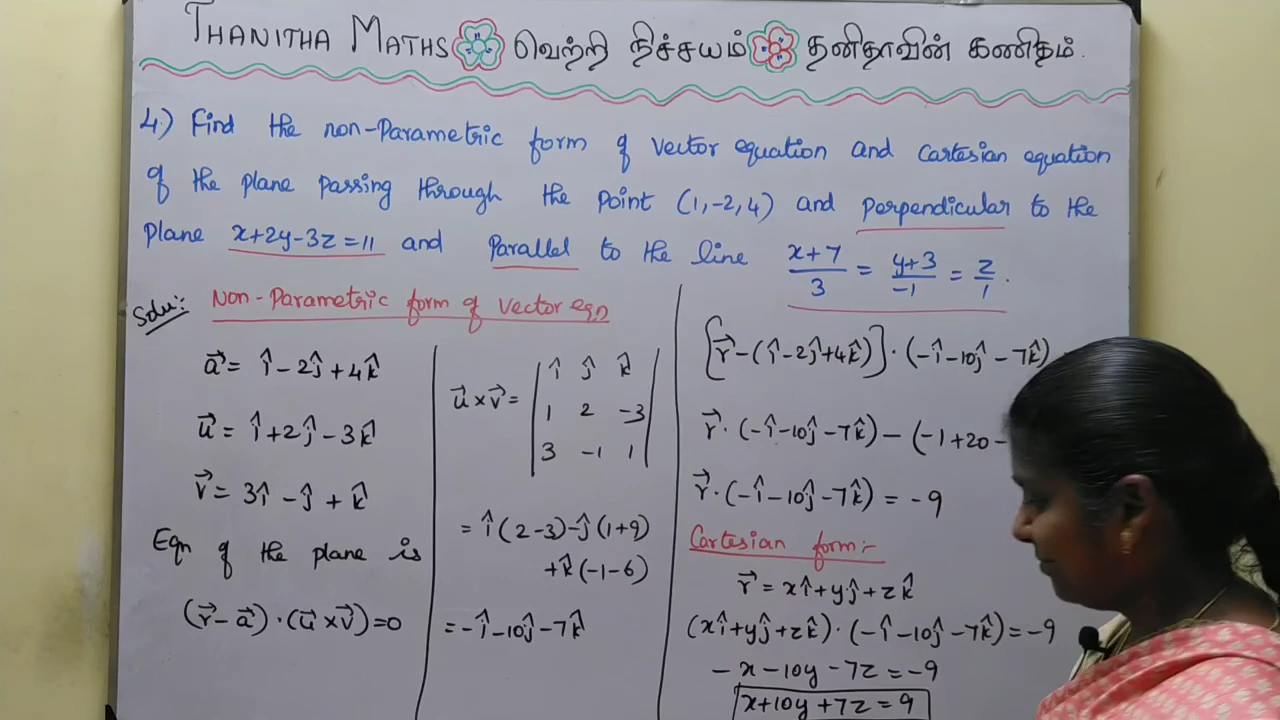 THANITHA MATHS வெற்றி நிச்சயம் தனிதாவின் கணிதம்.
4.) Find the non-Parametric form of vector equation and Cartesian equation
of the plane passing through the point (1,-2,4) and perpendicular to the
plane x+2y-3z=11 and parallel to the line (x+7)/3 = (y+3)/-1 = z/1.
Solu:
Non-Parametric form of vector eqn
a⃗ = î - 2ĵ + 4k̂
u⃗ = î + 2ĵ - 3k̂
v⃗ = 3î - ĵ + k̂
Eqn of the plane is
(r⃗ - a⃗) · (u⃗ × v⃗) = 0
u⃗ × v⃗ = | î ĵ k̂ |
| 1 2 -3 |
| 3 -1 1 |
= î(2-3) - ĵ(1+9)
+ k̂(-1-6)
= -î - 10ĵ - 7k̂
[r⃗ - (î - 2ĵ + 4k̂)] · (-î - 10ĵ - 7k̂)
r⃗ · (-î - 10ĵ - 7k̂) - (-1 + 20 -
r⃗ · (-î - 10ĵ - 7k̂) = -9
Cartesian form:-
r⃗ = xî + yĵ + zk̂
(xî + yĵ + zk̂) · (-î - 10ĵ - 7k̂) = -9
-x - 10y - 7z = -9
x + 10y + 7z = 9